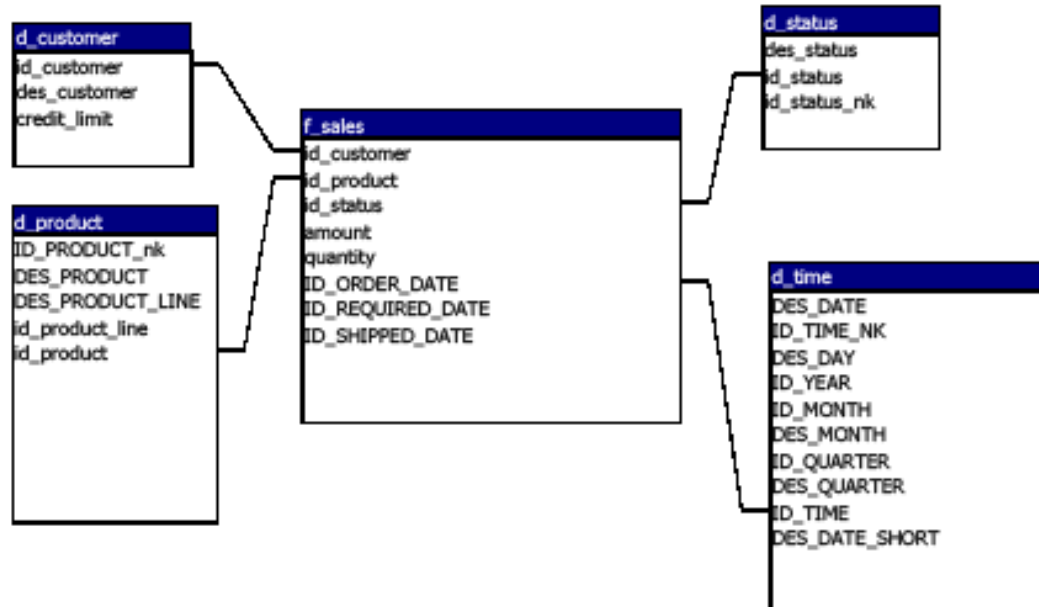 d_customer
id_customer
des_customer
credit_limit
d_product
ID_PRODUCT_nk
DES_PRODUCT
DES_PRODUCT_LINE
id_product_line
id_product
f_sales
id_customer
id_product
id_status
amount
quantity
ID_ORDER_DATE
ID_REQUIRED_DATE
ID_SHIPPED_DATE
d_status
des_status
id_status
id_status_nk
d_time
DES_DATE
ID_TIME_NK
DES_DAY
ID_YEAR
ID_MONTH
DES_MONTH
ID_QUARTER
DES_QUARTER
ID_TIME
DES_DATE_SHORT